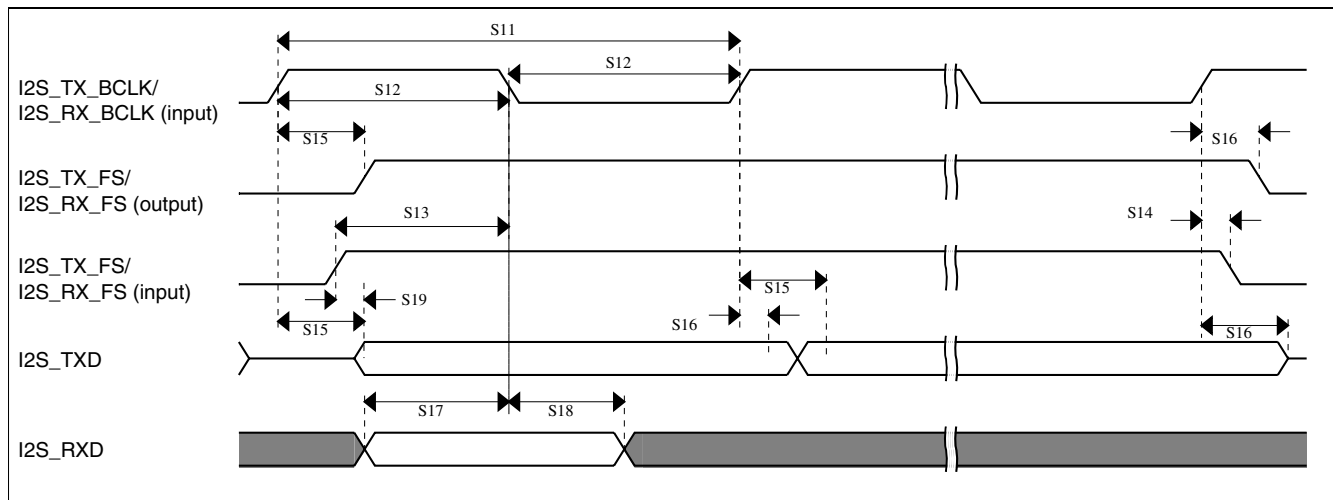 S11
S12
I2S_TX_BCLK/
I2S_RX_BCLK (input)
S12
S15
S16
I2S_TX_FS/
I2S_RX_FS (output)
S13
S14
I2S_TX_FS/
I2S_RX_FS (input)
S15
S19
S15
S16
S16
I2S_TXD
S17
S18
I2S_RXD